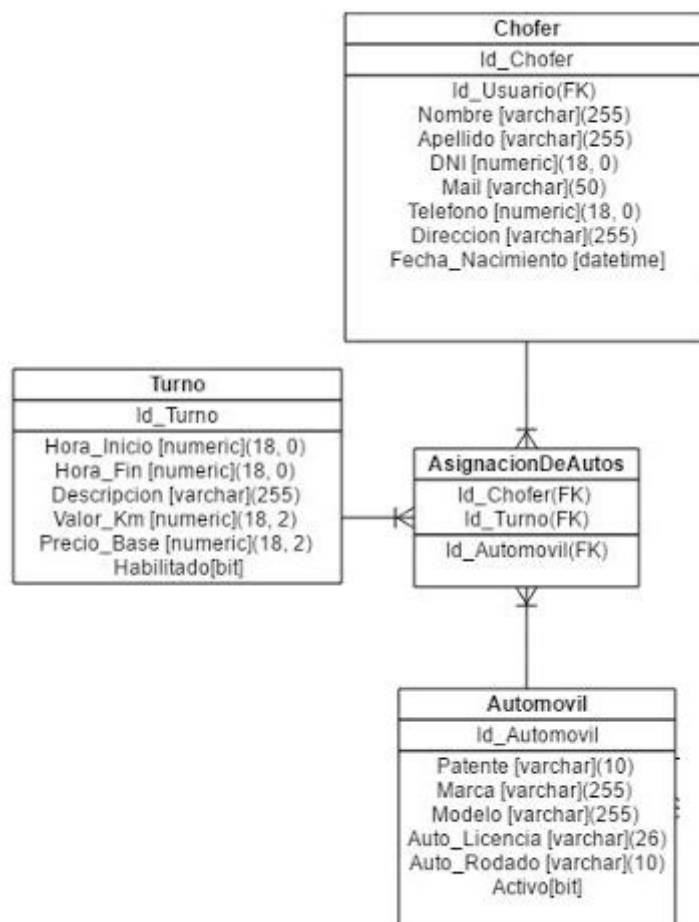 Chofer
Id_Chofer
Id_Usuario(FK)
Nombre [varchar](255)
Apellido [varchar](255)
DNI [numeric](18, 0)
Mail [varchar](50)
Telefono [numeric](18, 0)
Direccion [varchar](255)
Fecha_Nacimiento [datetime]
Turno
Id_Turno
Hora_Inicio [numeric](18, 0)
Hora_Fin [numeric](18, 0)
Descripcion [varchar](255)
Valor_Km [numeric](18, 2)
Precio_Base [numeric](18, 2)
Habilitado[bit]
AsignacionDeAutos
Id_Chofer(FK)
Id_Turno(FK)
Id_Automovil(FK)
Automovil
Id_Automovil
Patente [varchar](10)
Marca [varchar](255)
Modelo [varchar](255)
Auto_Licencia [varchar](26)
Auto_Rodado [varchar](10)
Activo[bit]